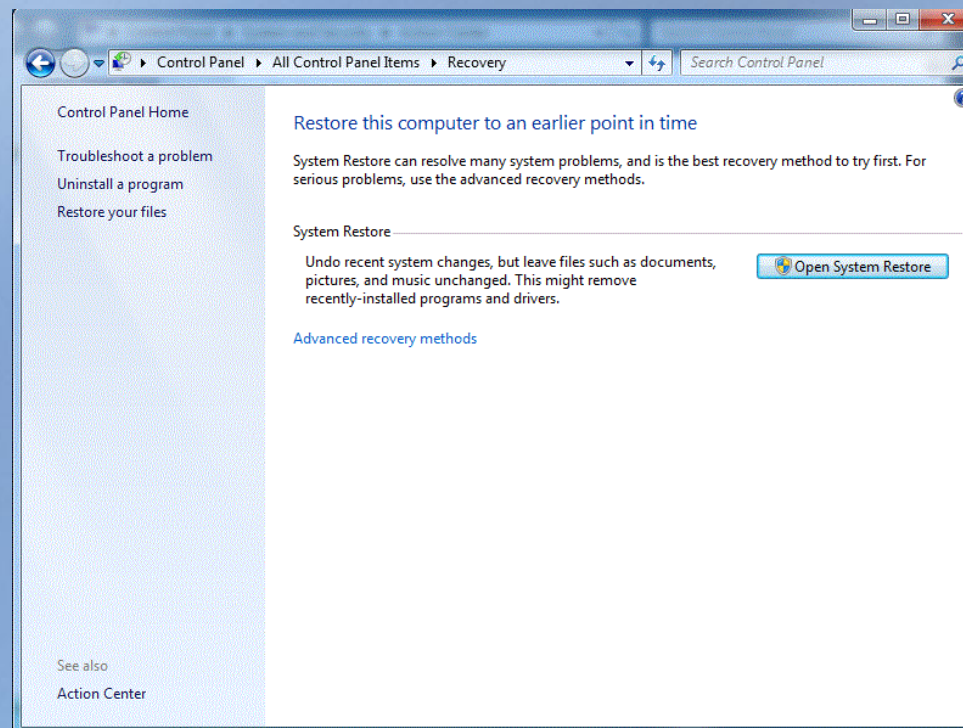 Control Panel All Control Panel Items Recovery
Search Control Panel
Control Panel Home
Troubleshoot a problem
Uninstall a program
Restore your files
See also
Action Center
Restore this computer to an earlier point in time
System Restore can resolve many system problems, and is the best recovery method to try first. For
serious problems, use the advanced recovery methods.
System Restore
Undo recent system changes, but leave files such as documents,
pictures, and music unchanged. This might remove
recently-installed programs and drivers.
Open System Restore
Advanced recovery methods